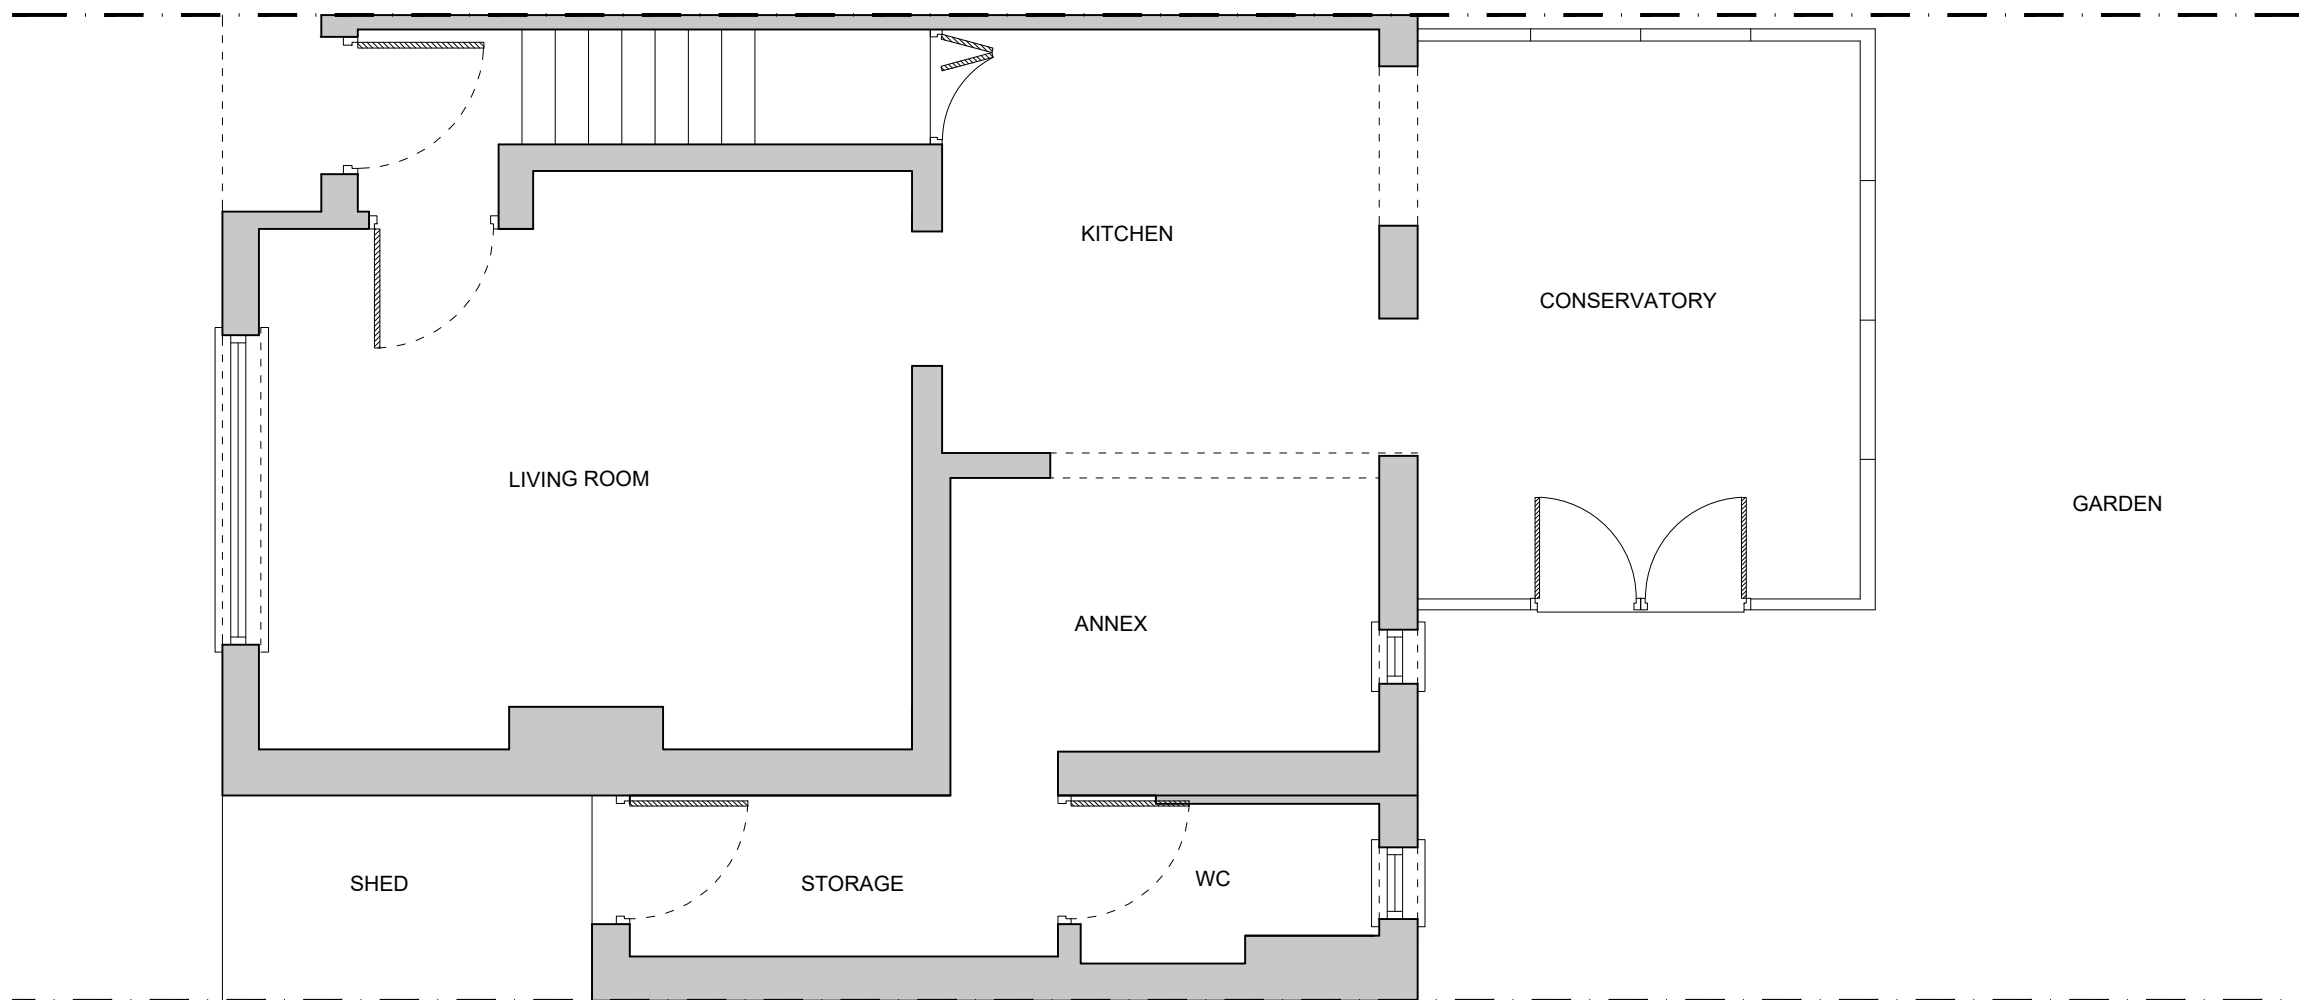 KITCHEN
CONSERVATORY
LIVING ROOM
GARDEN
ANNEX
SHED
STORAGE
WC